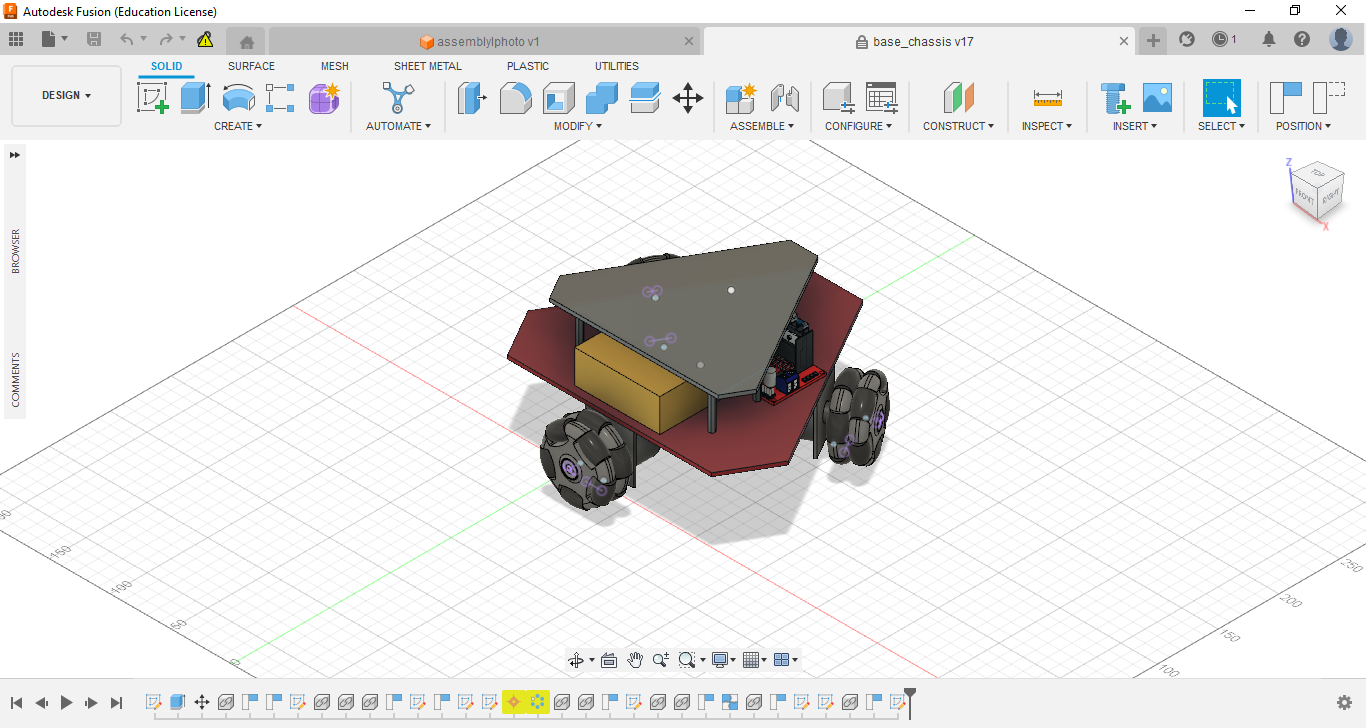 Autodesk Fusion (Education License)
assemblylphoto v1
base_chassis v17
1
SOLID SURFACE MESH SHEET METAL PLASTIC UTILITIES
DESIGN
CREATE AUTOMATE MODIFY ASSEMBLE CONFIGURE CONSTRUCT INSPECT INSERT SELECT POSITION
BROWSER
COMMENTS
Z
TOP
FRONT
RIGHT
X
150
100
50
0
250
200
150
100